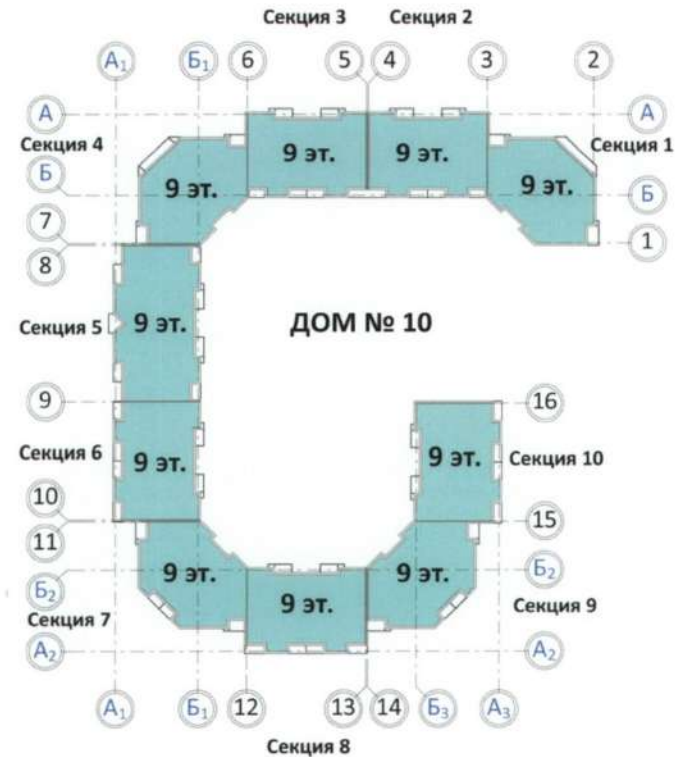 Секция 3 Секция 2
А₁ Б₁ 6 5 4 3 2
А А
Секция 4 9 эт. 9 эт. Секция 1
Б 9 эт. 9 эт. Б
7 1
8
Секция 5 9 эт. ДОМ № 10
9 16
Секция 6 9 эт. 9 эт. Секция 10
10 15
11
Б₂ 9 эт. 9 эт. Б₂
Секция 7 9 эт. Секция 9
А₂ А₂
А₁ Б₁ 12 13 14 Б₃ А₃
Секция 8